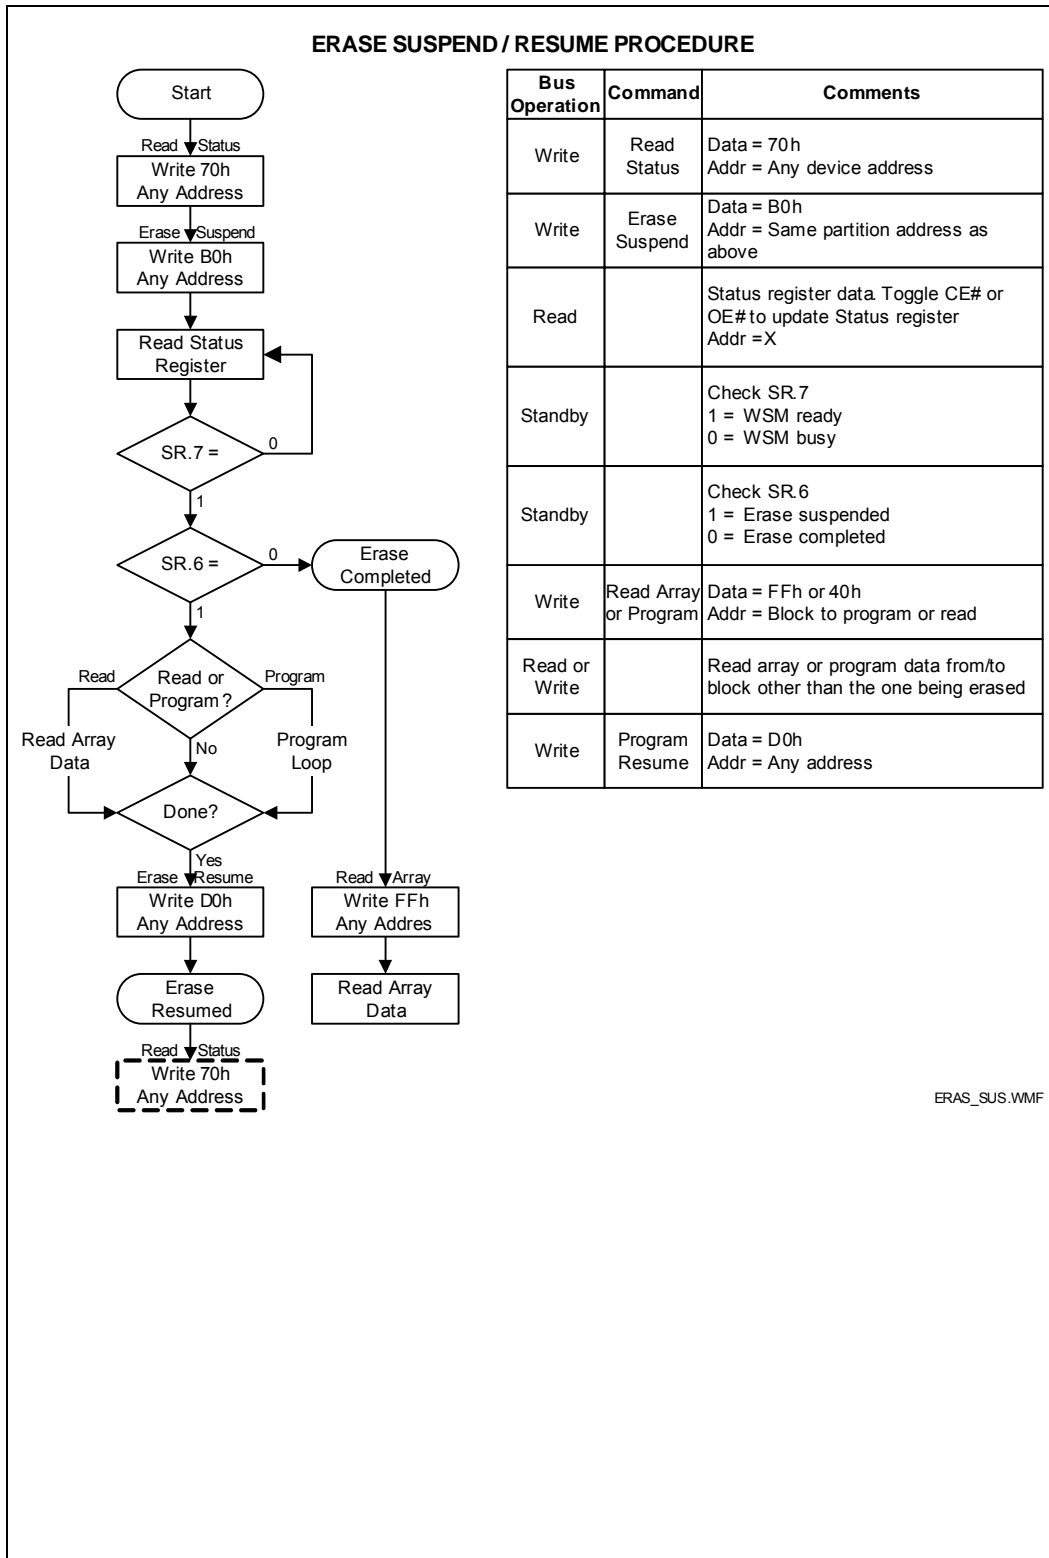 ERASE SUSPEND / RESUME PROCEDURE
Start
Read Status
Write 70h
Any Address
Erase Suspend
Write B0h
Any Address
Read Status
Register
SR.7 =
0
1
SR.6 =
0
Erase
Completed
1
Read
Read or
Program?
Program
Read Array
Data
No
Program
Loop
Done?
Yes
Erase Resume
Write D0h
Any Address
Read Array
Write FFh
Any Addres
Erase
Resumed
Read Array
Data
Read Status
Write 70h
Any Address
Bus
Operation
Command
Comments
Write
Read
Status
Data = 70h
Addr = Any device address
Write
Erase
Suspend
Data = B0h
Addr = Same partition address as
above
Read
Status register data. Toggle CE# or
OE# to update Status register
Addr =X
Standby
Check SR.7
1 = WSM ready
0 = WSM busy
Standby
Check SR.6
1 = Erase suspended
0 = Erase completed
Write
Read Array
or Program
Data = FFh or 40h
Addr = Block to program or read
Read or
Write
Read array or program data from/to
block other than the one being erased
Write
Program
Resume
Data = D0h
Addr = Any address
ERAS_SUS.WMF